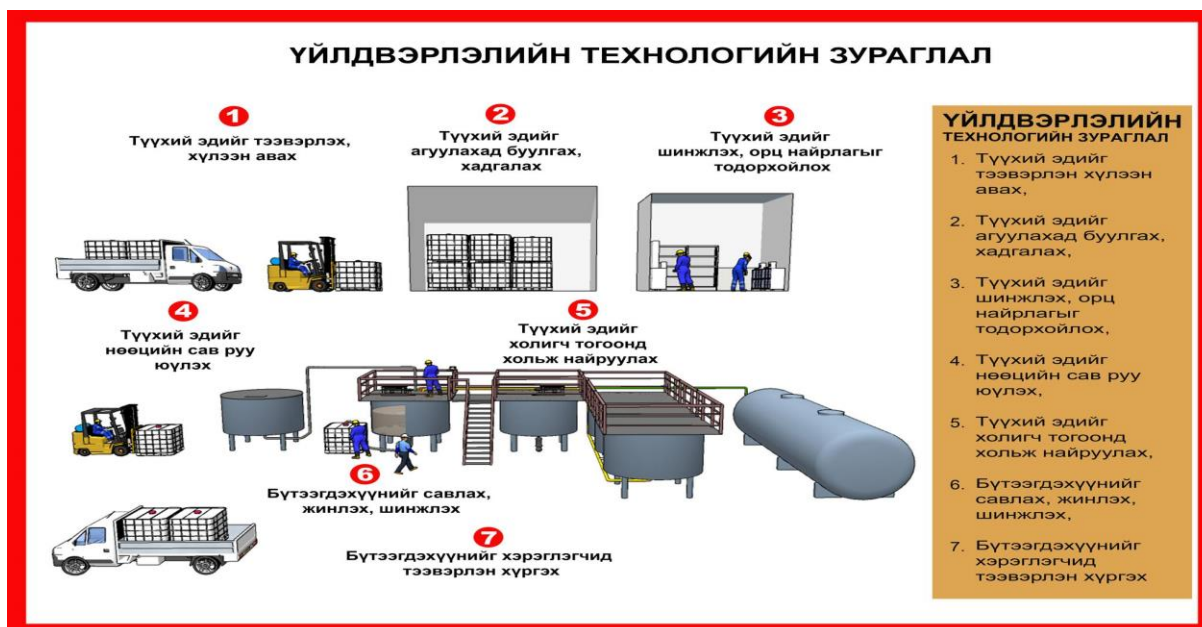 ҮЙЛДВЭРЛЭЛИЙН ТЕХНОЛОГИЙН ЗУРАГЛАЛ
1
Түүхий эдийг тээвэрлэх,
хүлээн авах
2
Түүхий эдийг
агуулахад буулгах,
хадгалах
3
Түүхий эдийг
шинжлэх, орц найрлагыг
тодорхойлох
4
Түүхий эдийг
нөөцийн сав руу
юүлэх
5
Түүхий эдийг
холигч тогоонд
хольж найруулах
6
Бүтээгдэхүүнийг савлах,
жинлэх, шинжлэх
7
Бүтээгдэхүүнийг хэрэглэгчид
тээвэрлэн хүргэх
ҮЙЛДВЭРЛЭЛИЙН
ТЕХНОЛОГИЙН ЗУРАГЛАЛ
1. Түүхий эдийг
тээвэрлэн хүлээн
авах,
2. Түүхий эдийг
агуулахад буулгах,
хадгалах,
3. Түүхий эдийг
шинжлэх, орц
найрлагыг
тодорхойлох,
4. Түүхий эдийг
нөөцийн сав руу
юүлэх,
5. Түүхий эдийг
холигч тогоонд
хольж найруулах,
6. Бүтээгдэхүүнийг
савлах, жинлэх,
шинжлэх,
7. Бүтээгдэхүүнийг
хэрэглэгчид
тээвэрлэн хүргэх